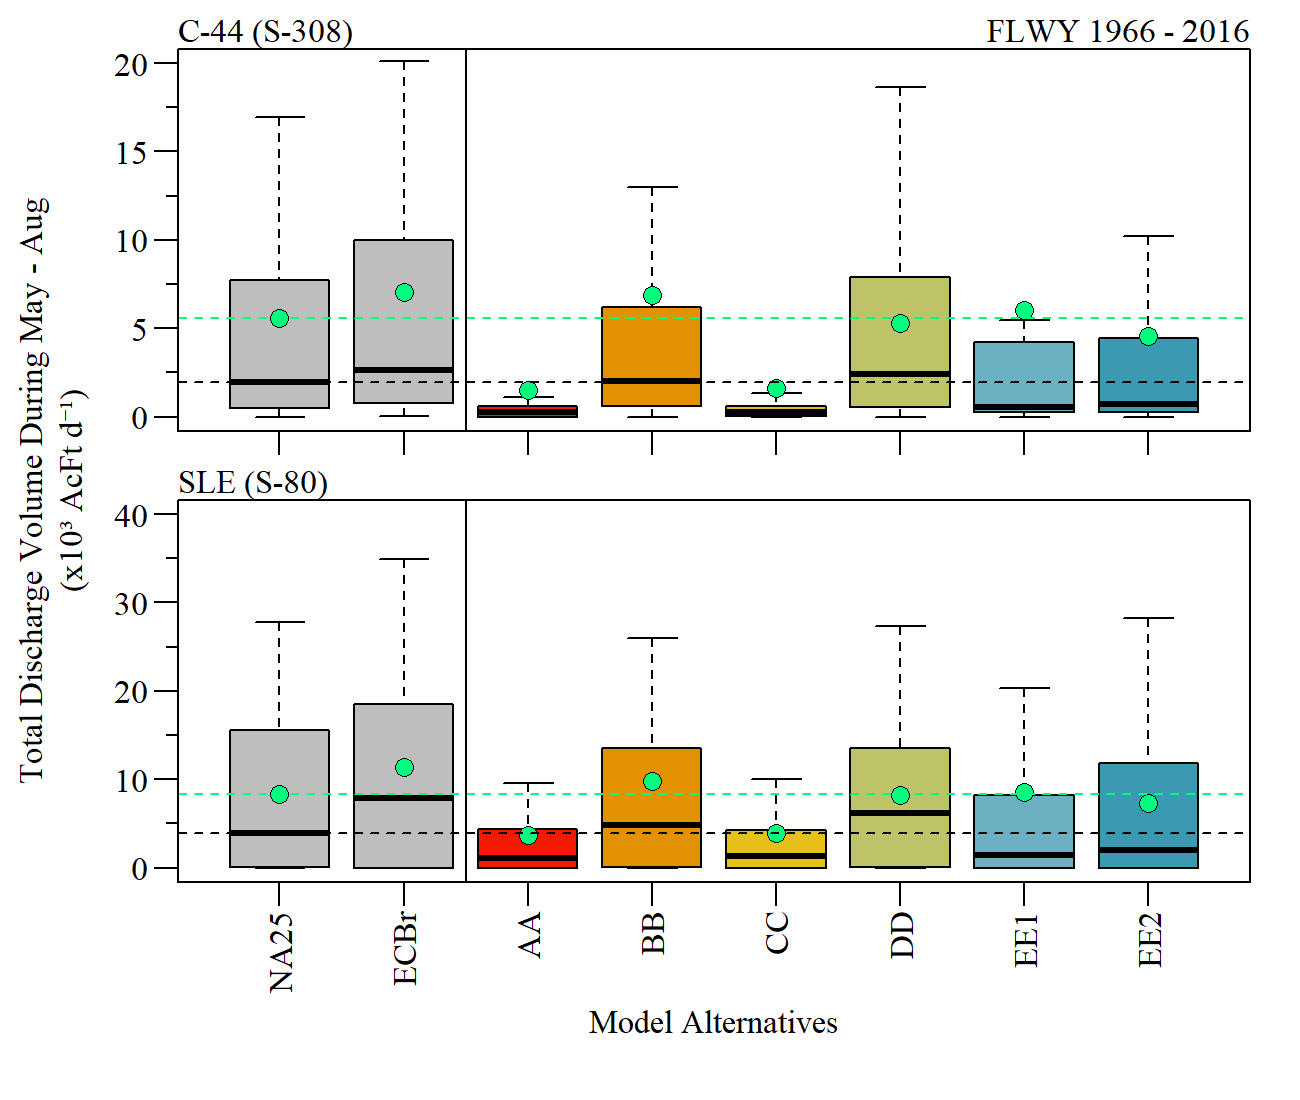 C-44 (S-308)
FLWY 1966 - 2016
20
15
10
5
0
SLE (S-80)
40
30
20
10
0
Total Discharge Volume During May - Aug
(x10³ AcFt d⁻¹)
NA25
ECBr
AA
BB
CC
DD
EE1
EE2
Model Alternatives